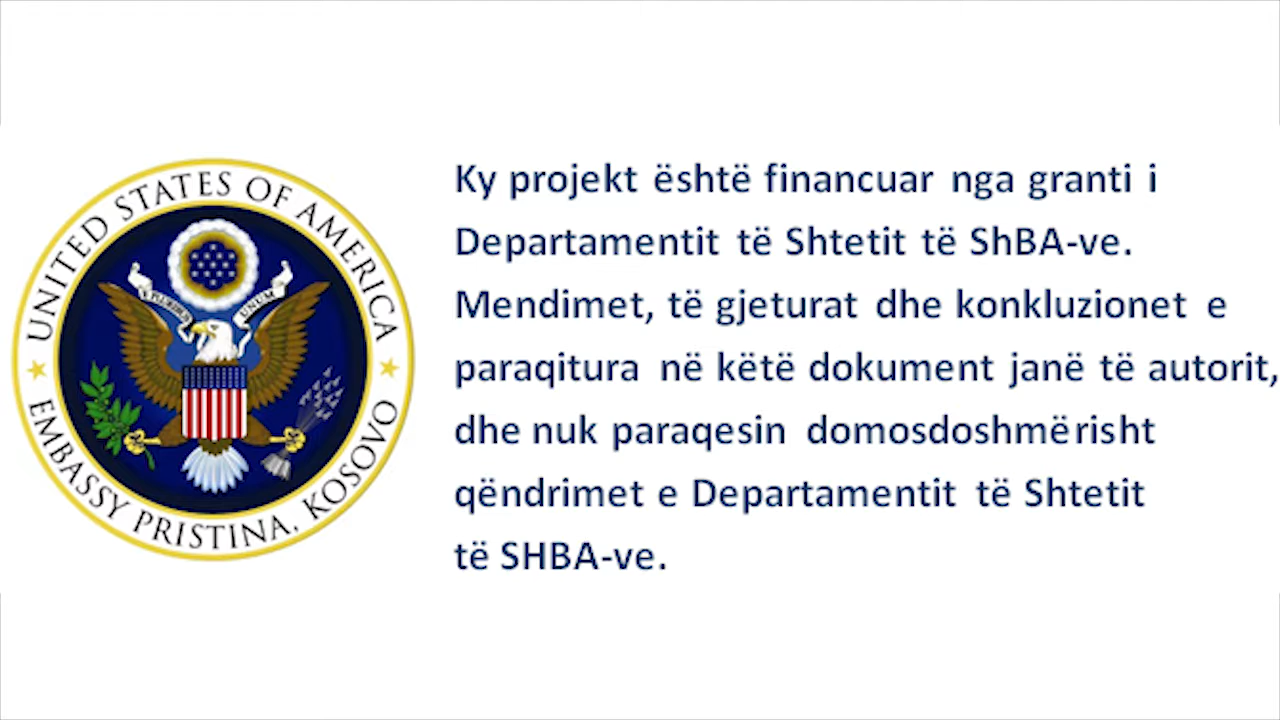 UNITED STATES OF AMERICA
E PLURIBUS UNUM
EMBASSY PRISTINA, KOSOVO
Ky projekt është financuar nga granti i
Departamentit të Shtetit të ShBA-ve.
Mendimet, të gjeturat dhe konkluzionet e
paraqitura në këtë dokument janë të autorit,
dhe nuk paraqesin domosdoshmërisht
qëndrimet e Departamentit të Shtetit
të SHBA-ve.